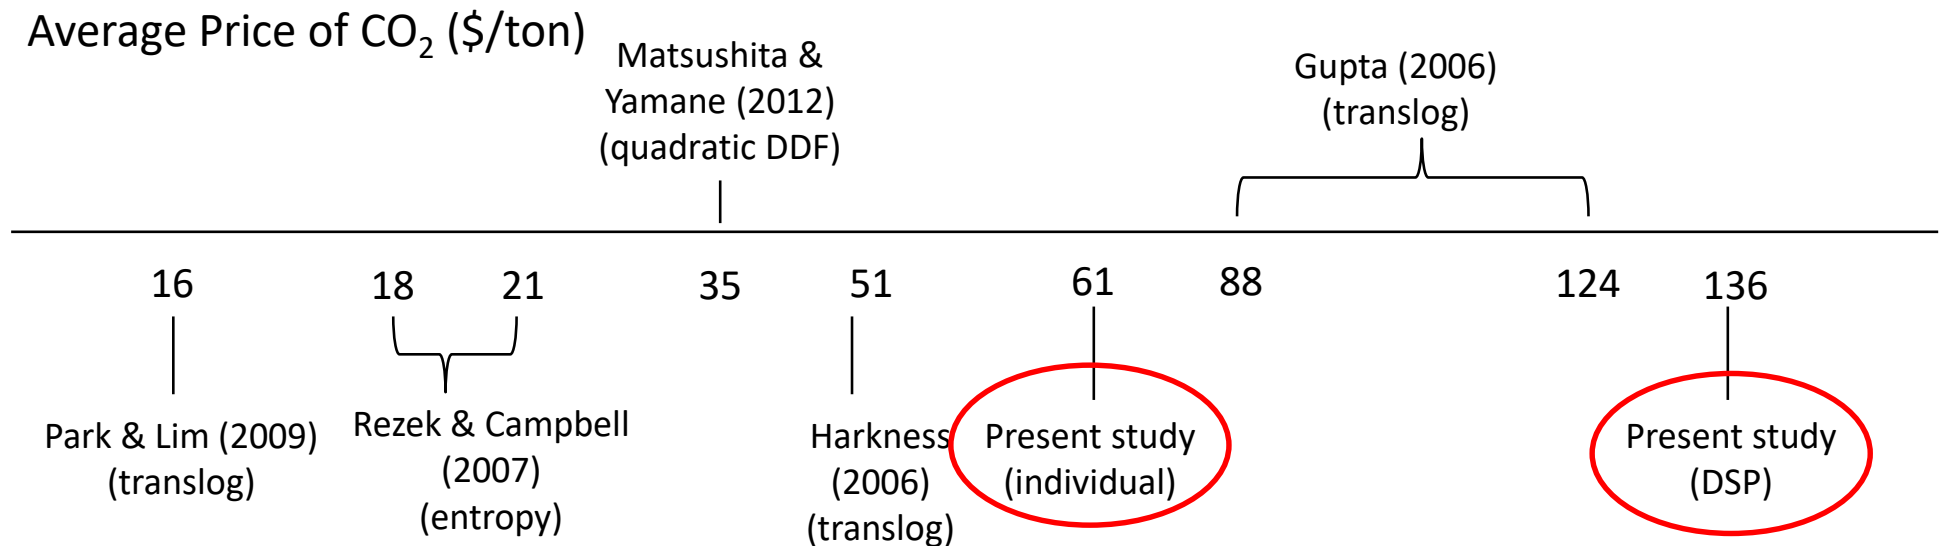 Average Price of CO₂ ($/ton)
Matsushita &
Yamane (2012)
(quadratic DDF)
Gupta (2006)
(translog)
16
18
21
35
51
61
88
124
136
Park & Lim (2009)
(translog)
Rezek & Campbell
(2007)
(entropy)
Harkness
(2006)
(translog)
Present study
(individual)
Present study
(DSP)